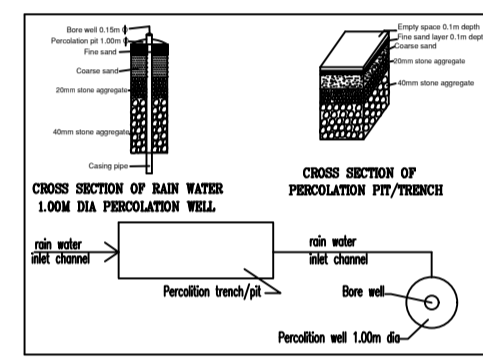 Bore well 0.15m ϕ
Percolation pit 1.00m ϕ
Fine sand
Coarse sand
20mm stone aggregate
40mm stone aggregate
Casing pipe
CROSS SECTION OF RAIN WATER
1.00M DIA PERCOLATION WELL
Empty space 0.1m depth
Fine sand layer 0.1m dept
Coarse sand
20mm stone aggregate
40mm stone aggregate
CROSS SECTION OF
PERCOLATION PIT/TRENCH
rain water
inlet channel
Percolition trench/pit
rain water
inlet channel
Bore well
Percolition well 1.00m dia